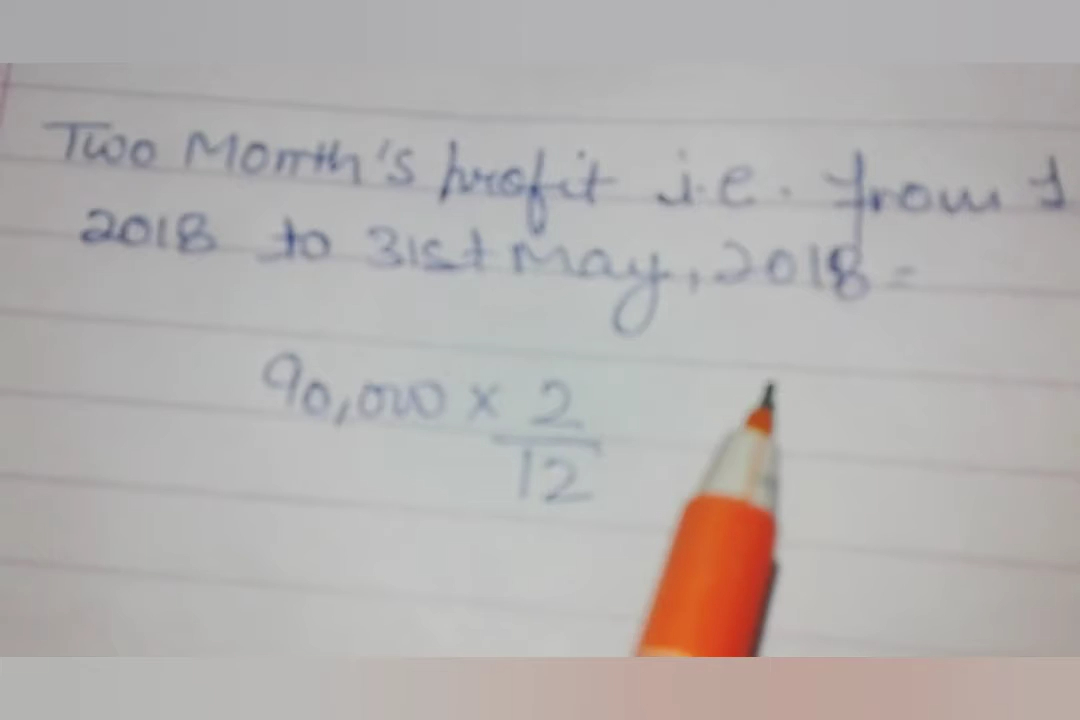 Two Month's profit i.e. from 1
2018 to 31st May, 2018 =
90,000 × 2
12